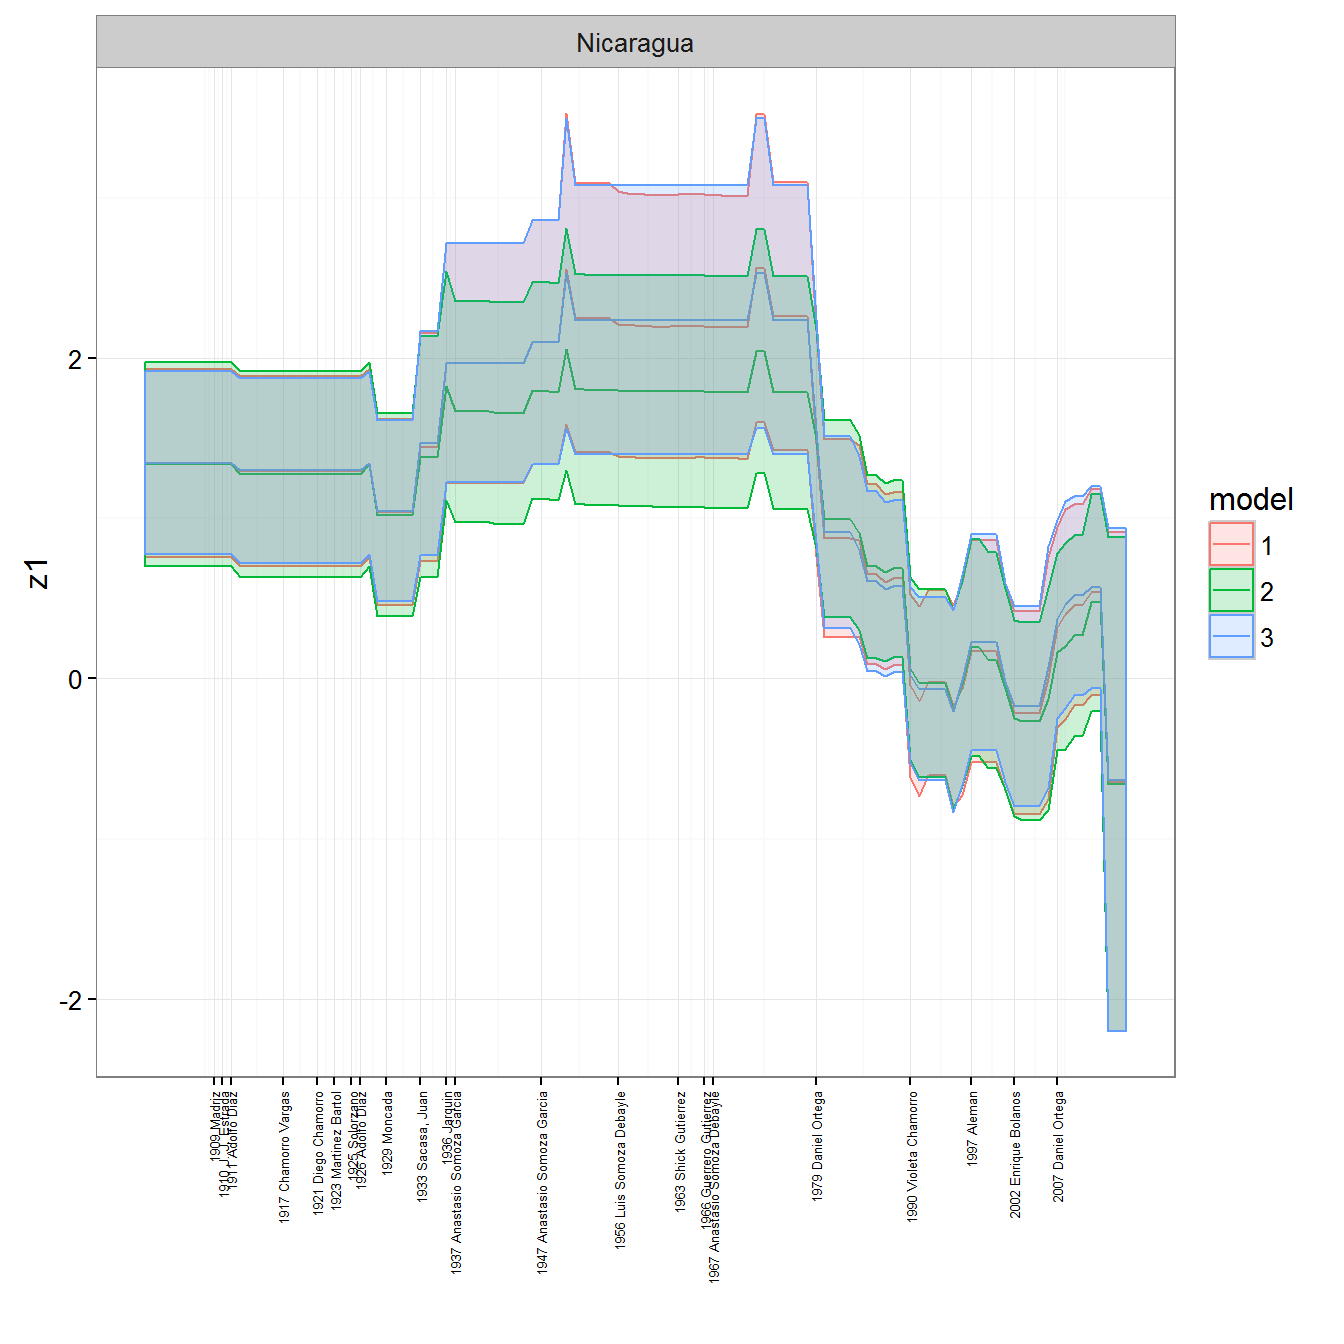 Nicaragua
2
0
-2
z1
model
1
2
3
1909 Madriz
1910 J. J. Estrada
1911 Adolfo Diaz
1917 Chamorro Vargas
1921 Diego Chamorro
1923 Martinez Bartol
1925 Solorzano
1926 Adolfo Diaz
1929 Moncada
1933 Sacasa, Juan
1936 Jarquin
1937 Anastasio Somoza Garcia
1947 Anastasio Somoza Garcia
1956 Luis Somoza Debayle
1963 Shick Gutierrez
1966 Guerrero Gutierrez
1967 Anastasio Somoza Debayle
1979 Daniel Ortega
1990 Violeta Chamorro
1997 Aleman
2002 Enrique Bolanos
2007 Daniel Ortega